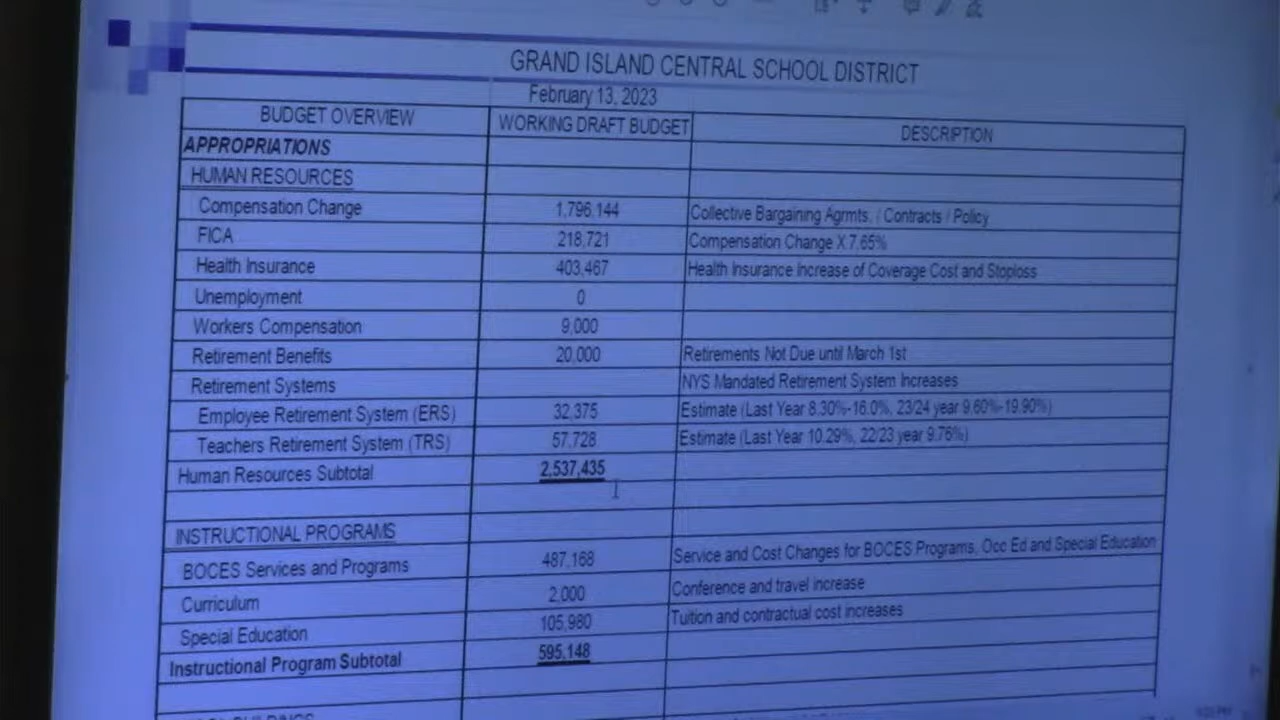 GRAND ISLAND CENTRAL SCHOOL DISTRICT
February 13, 2023
BUDGET OVERVIEW WORKING DRAFT BUDGET DESCRIPTION
APPROPRIATIONS
HUMAN RESOURCES
Compensation Change 1,796,144 Collective Bargaining Agrmts. / Contracts / Policy
FICA 218,721 Compensation Change X 7.65%
Health Insurance 403,467 Health Insurance Increase of Coverage Cost and Stoploss
Unemployment 0
Workers Compensation 9,000
Retirement Benefits 20,000 Retirements Not Due until March 1st
Retirement Systems NYS Mandated Retirement System Increases
Employee Retirement System (ERS) 32,375 Estimate (Last Year 8.30%-16.0%, 23/24 year 9.60%-19.90%)
Teachers Retirement System (TRS) 57,728 Estimate (Last Year 10.29%, 22/23 year 9.76%)
Human Resources Subtotal 2,537,435
INSTRUCTIONAL PROGRAMS
BOCES Services and Programs 487,168 Service and Cost Changes for BOCES Programs, Occ Ed and Special Education
Curriculum 2,000 Conference and travel increase
Special Education 105,980 Tuition and contractual cost increases
Instructional Program Subtotal 595,148